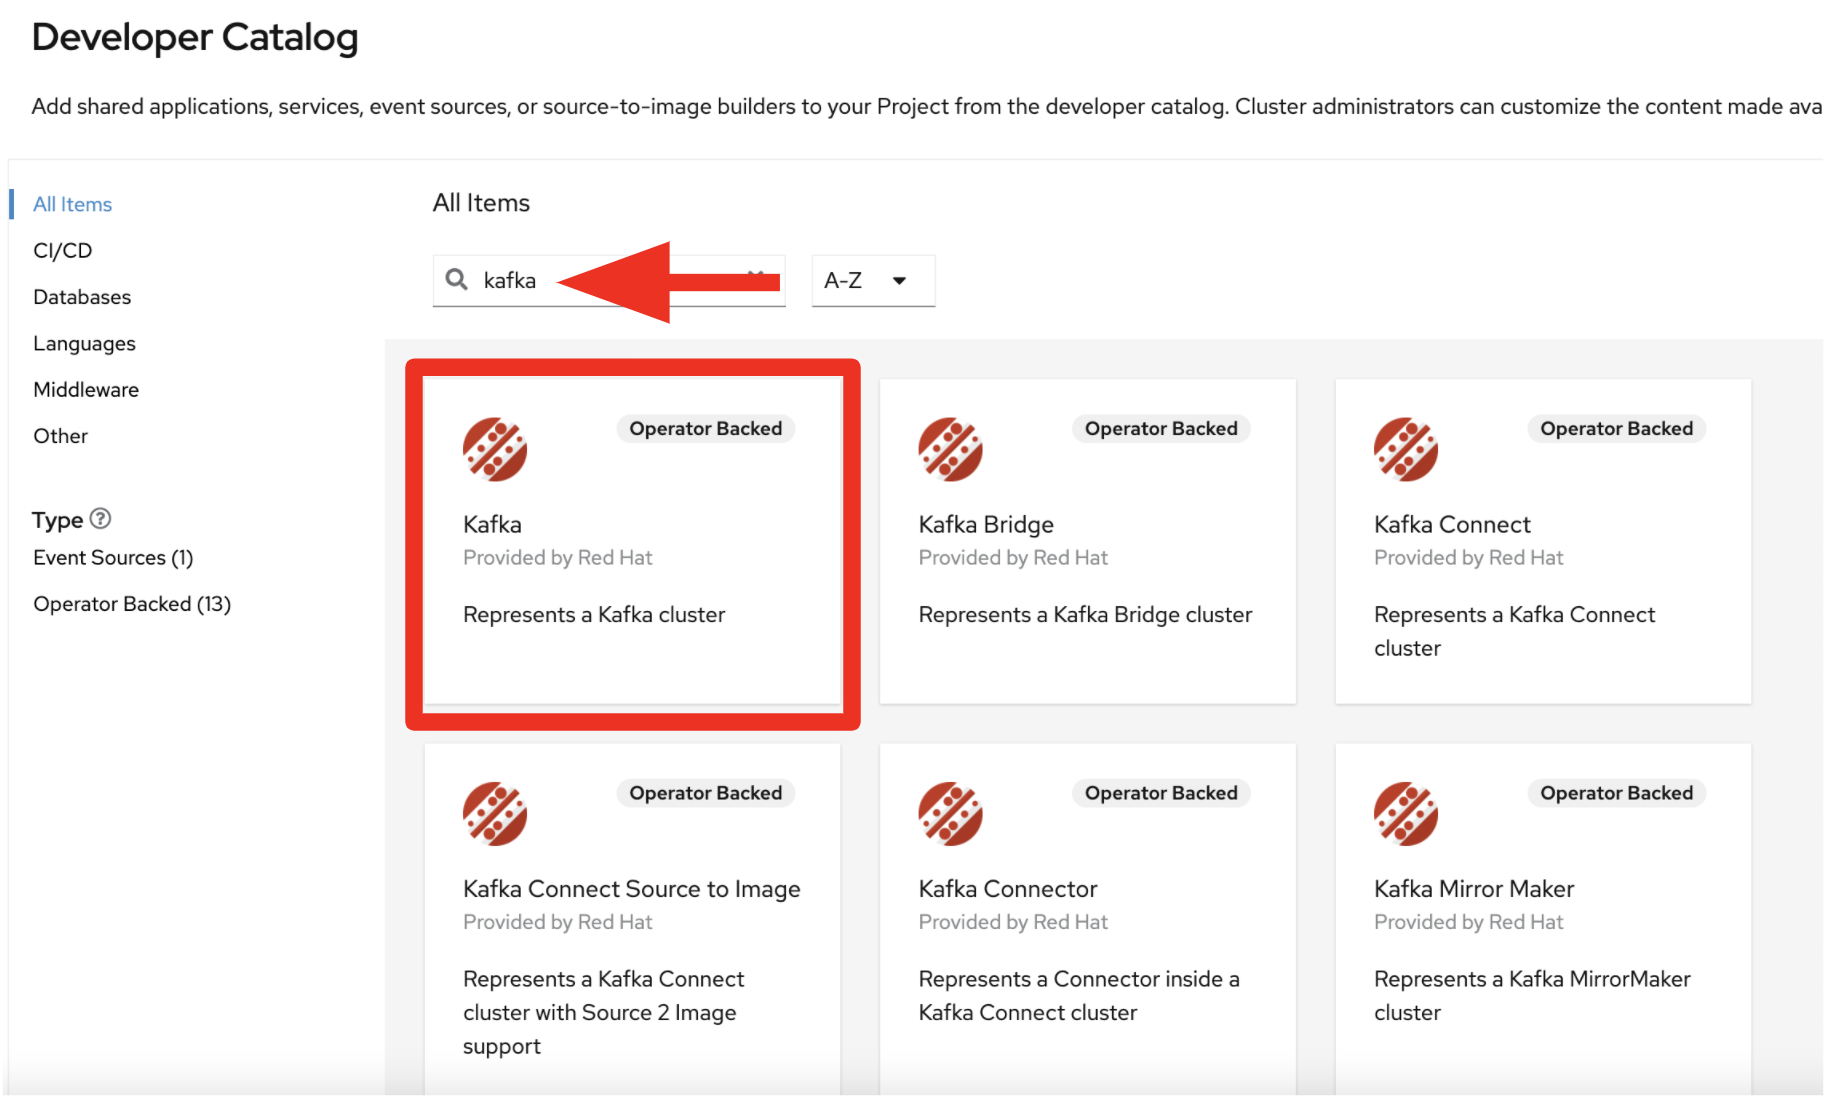 Developer Catalog
Add shared applications, services, event sources, or source-to-image builders to your Project from the developer catalog. Cluster administrators can customize the content made ava
All Items
CI/CD
Databases
Languages
Middleware
Other
Type
Event Sources (1)
Operator Backed (13)
All Items
kafka
A-Z
Operator Backed
Kafka
Provided by Red Hat
Represents a Kafka cluster
Operator Backed
Kafka Bridge
Provided by Red Hat
Represents a Kafka Bridge cluster
Operator Backed
Kafka Connect
Provided by Red Hat
Represents a Kafka Connect
cluster
Operator Backed
Kafka Connect Source to Image
Provided by Red Hat
Represents a Kafka Connect
cluster with Source 2 Image
support
Operator Backed
Kafka Connector
Provided by Red Hat
Represents a Connector inside a
Kafka Connect cluster
Operator Backed
Kafka Mirror Maker
Provided by Red Hat
Represents a Kafka MirrorMaker
cluster